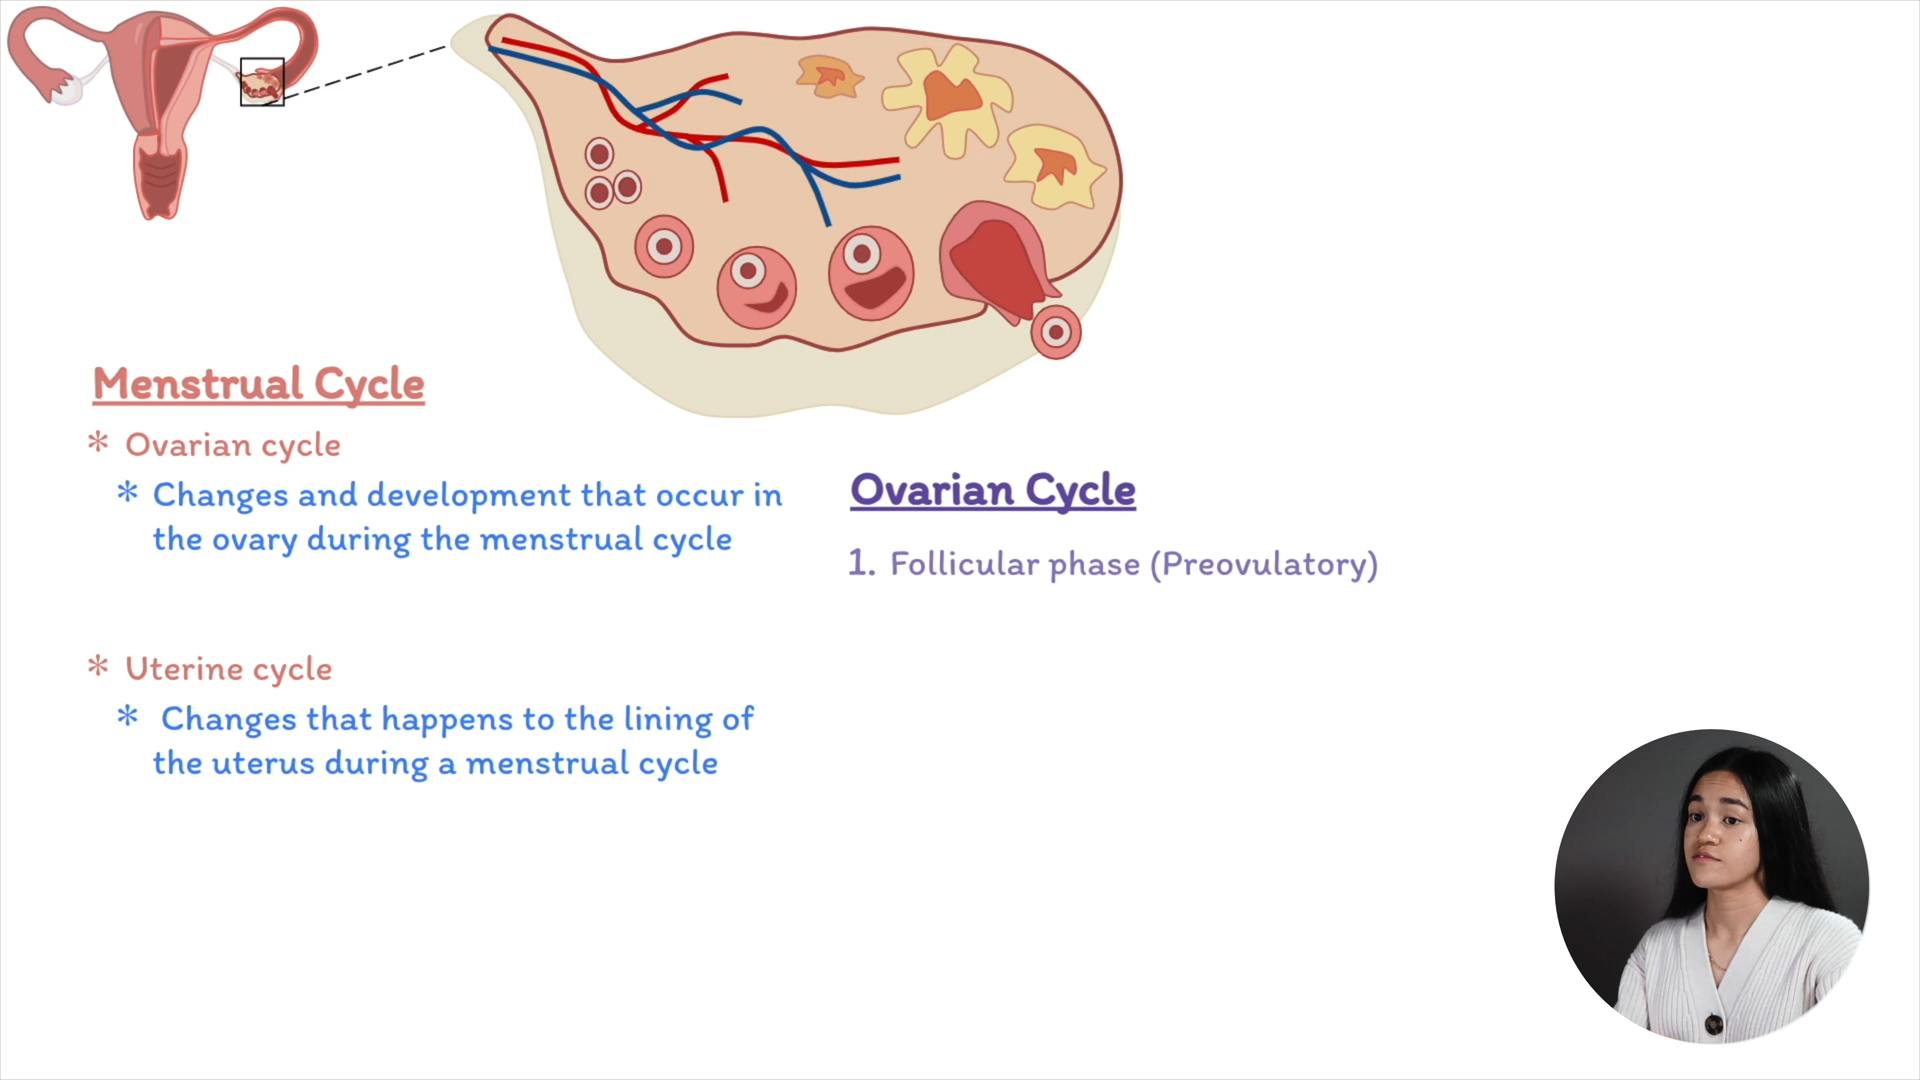 Menstrual Cycle
* Ovarian cycle
* Changes and development that occur in
the ovary during the menstrual cycle
* Uterine cycle
* Changes that happens to the lining of
the uterus during a menstrual cycle
Ovarian Cycle
1. Follicular phase (Preovulatory)